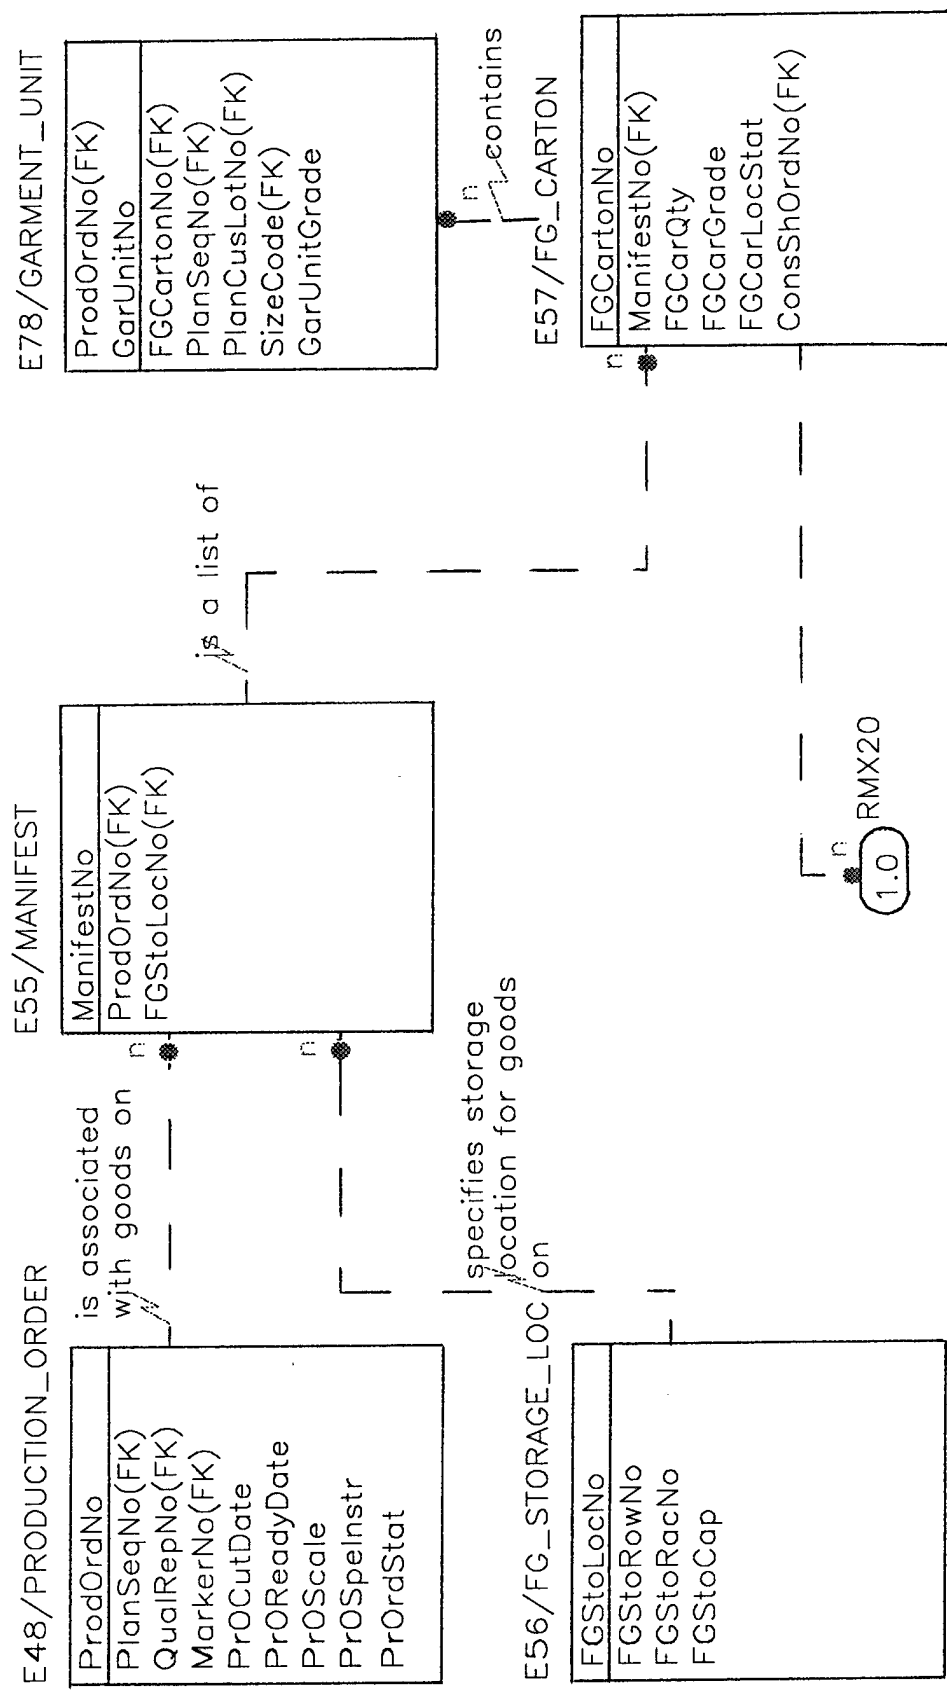 E48/PRODUCTION_ORDER
ProdOrdNo
PlanSeqNo(FK)
QualRepNo(FK)
MarkerNo(FK)
PrOCutDate
PrOReadyDate
PrOScale
PrOSpeInstr
PrOrdStat
is associated
with goods on
n
E55/MANIFEST
ManifestNo
ProdOrdNo(FK)
FGStoLocNo(FK)
n
is a list of
E78/GARMENT_UNIT
ProdOrdNo(FK)
GarUnitNo
FGCartonNo(FK)
PlanSeqNo(FK)
PlanCusLotNo(FK)
SizeCode(FK)
GarUnitGrade
n
contains
E56/FG_STORAGE_LOC
FGStoLocNo
FGStoRowNo
FGStoRacNo
FGStoCap
specifies storage
location for goods
on
E57/FG_CARTON
FGCartonNo
ManifestNo(FK)
FGCarQty
FGCarGrade
FGCarLocStat
ConsShOrdNo(FK)
n
n
1.0
RMX20